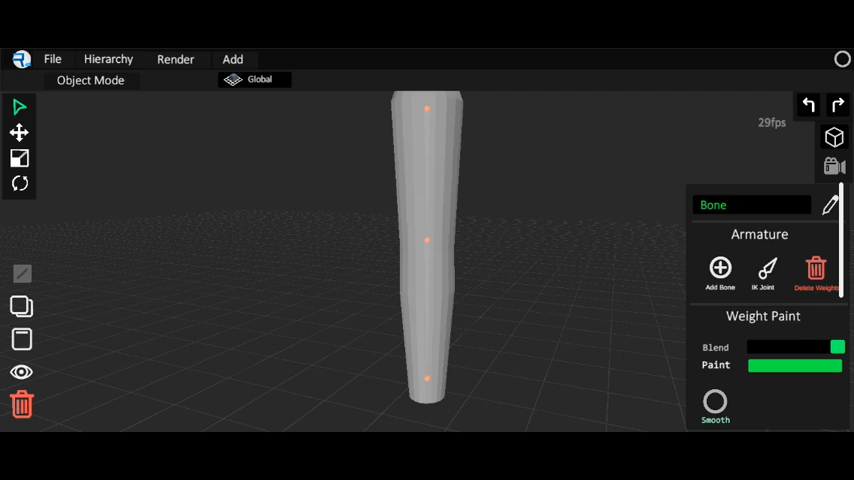 File Hierarchy Render Add
Object Mode Global
29fps
Bone
Armature
Add Bone IK Joint Delete Weights
Weight Paint
Blend
Paint
Smooth